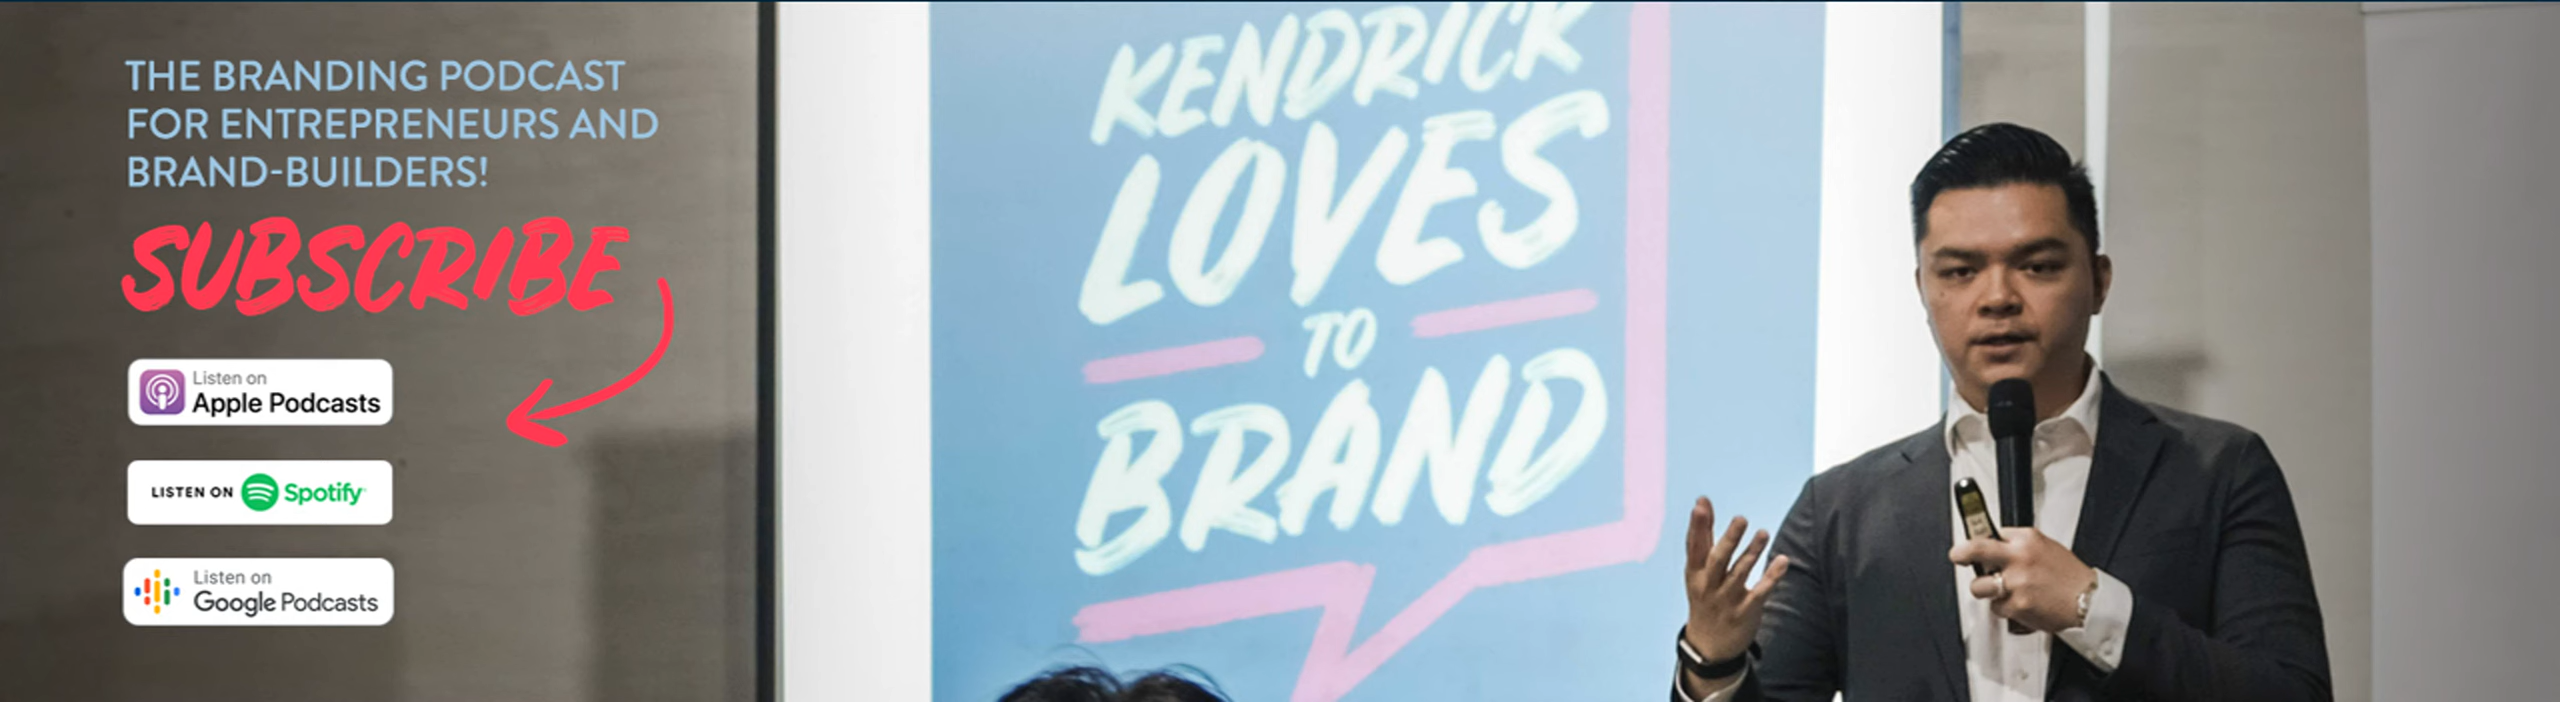 THE BRANDING PODCAST
FOR ENTREPRENEURS AND
BRAND-BUILDERS!
SUBSCRIBE
Listen on
Apple Podcasts
LISTEN ON Spotify
Listen on
Google Podcasts
KENDRICK
LOVES
TO
BRAND